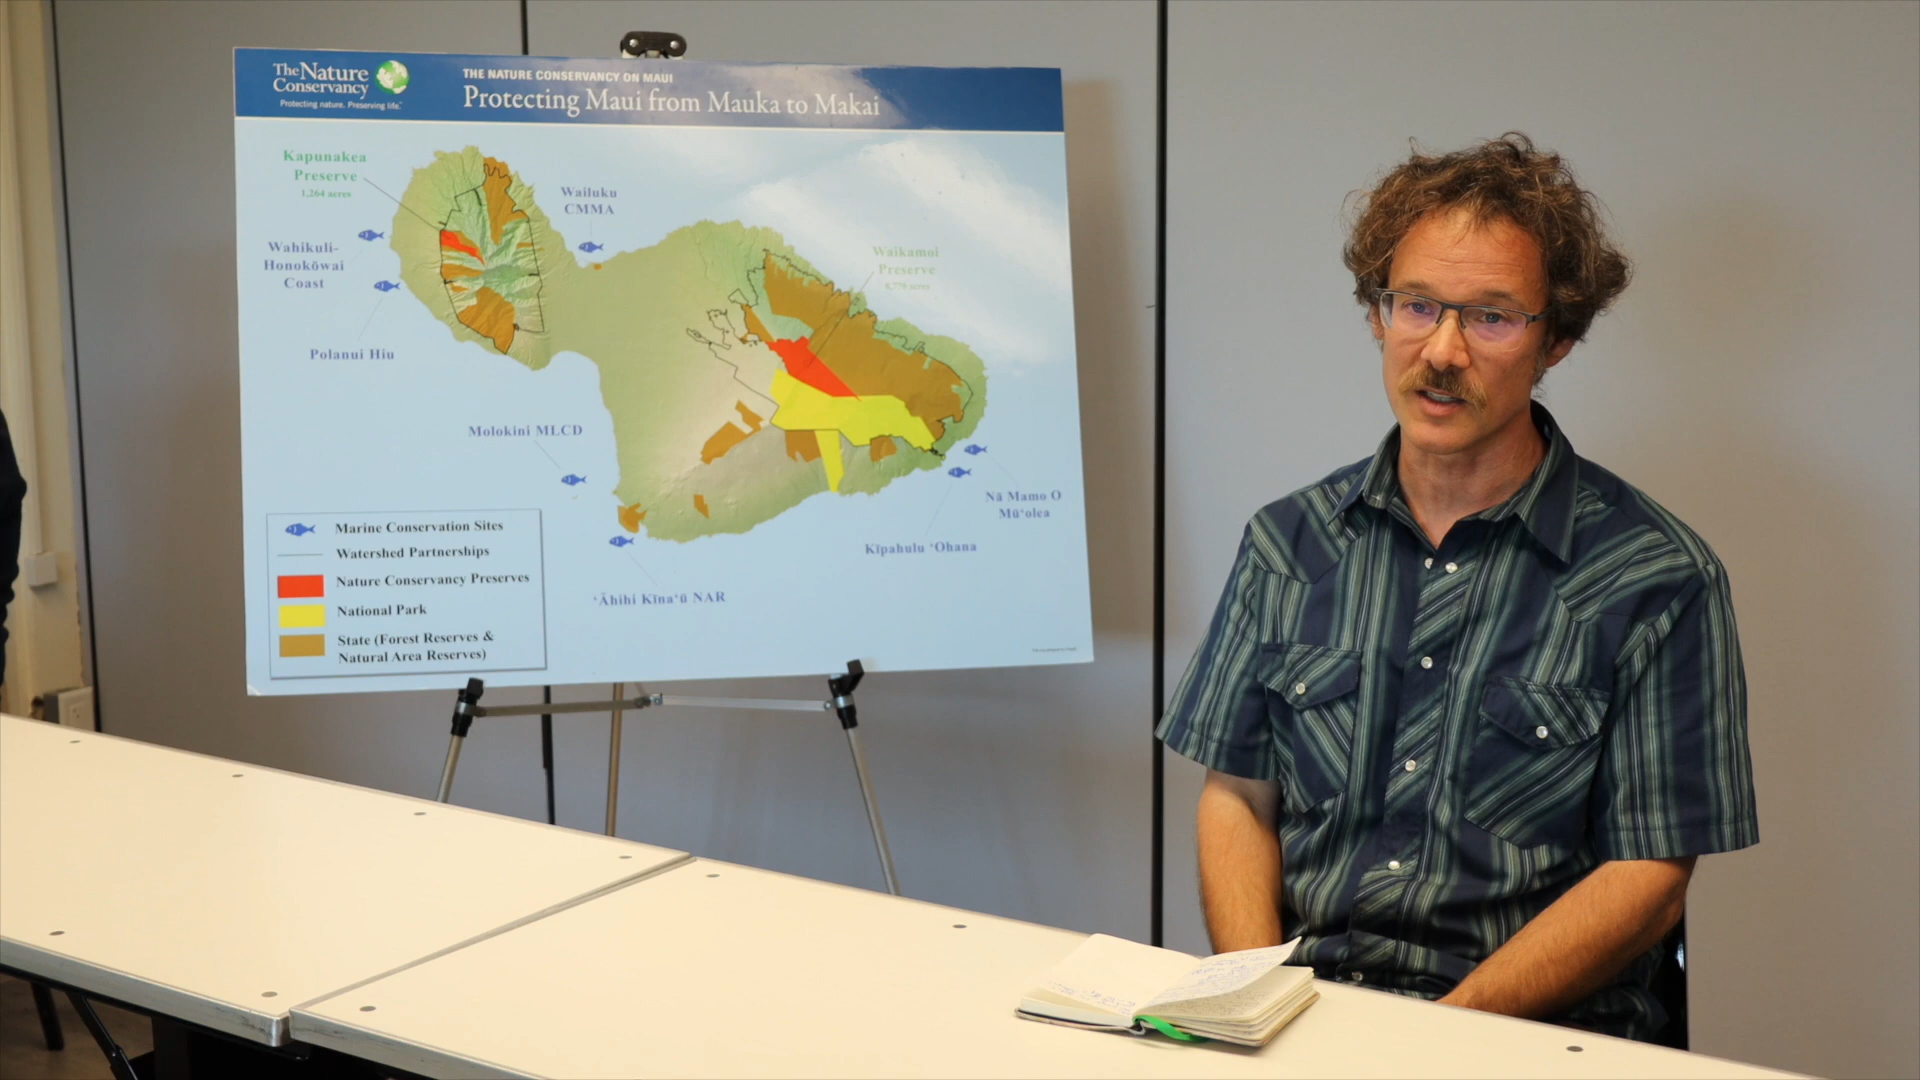 The Nature
Conservancy
Protecting nature. Preserving life.
THE NATURE CONSERVANCY ON MAUI
Protecting Maui from Mauka to Makai
Kapunakea
Preserve
1,264 acres
Wailuku
CMMA
Wahikuli-
Honokōwai
Coast
Waikamoi
Preserve
acres
Polanui Hiu
Molokini MLCD
Nā Mamo O
Mūʻolea
Kīpahulu ʻOhana
ʻĀhihi Kīnaʻū NAR
Marine Conservation Sites
Watershed Partnerships
Nature Conservancy Preserves
National Park
State (Forest Reserves &
Natural Area Reserves)